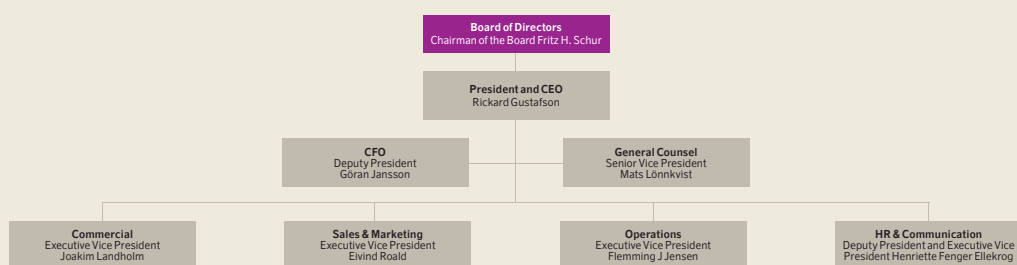 Board of Directors
Chairman of the Board Fritz H. Schur
President and CEO
Rickard Gustafson
CFO
Deputy President
Göran Jansson
General Counsel
Senior Vice President
Mats Lönnkvist
Commercial
Executive Vice President
Joakim Landholm
Sales & Marketing
Executive Vice President
Eivind Roald
Operations
Executive Vice President
Flemming J Jensen
HR & Communication
Deputy President and Executive Vice
President Henriette Fenger Ellekrog